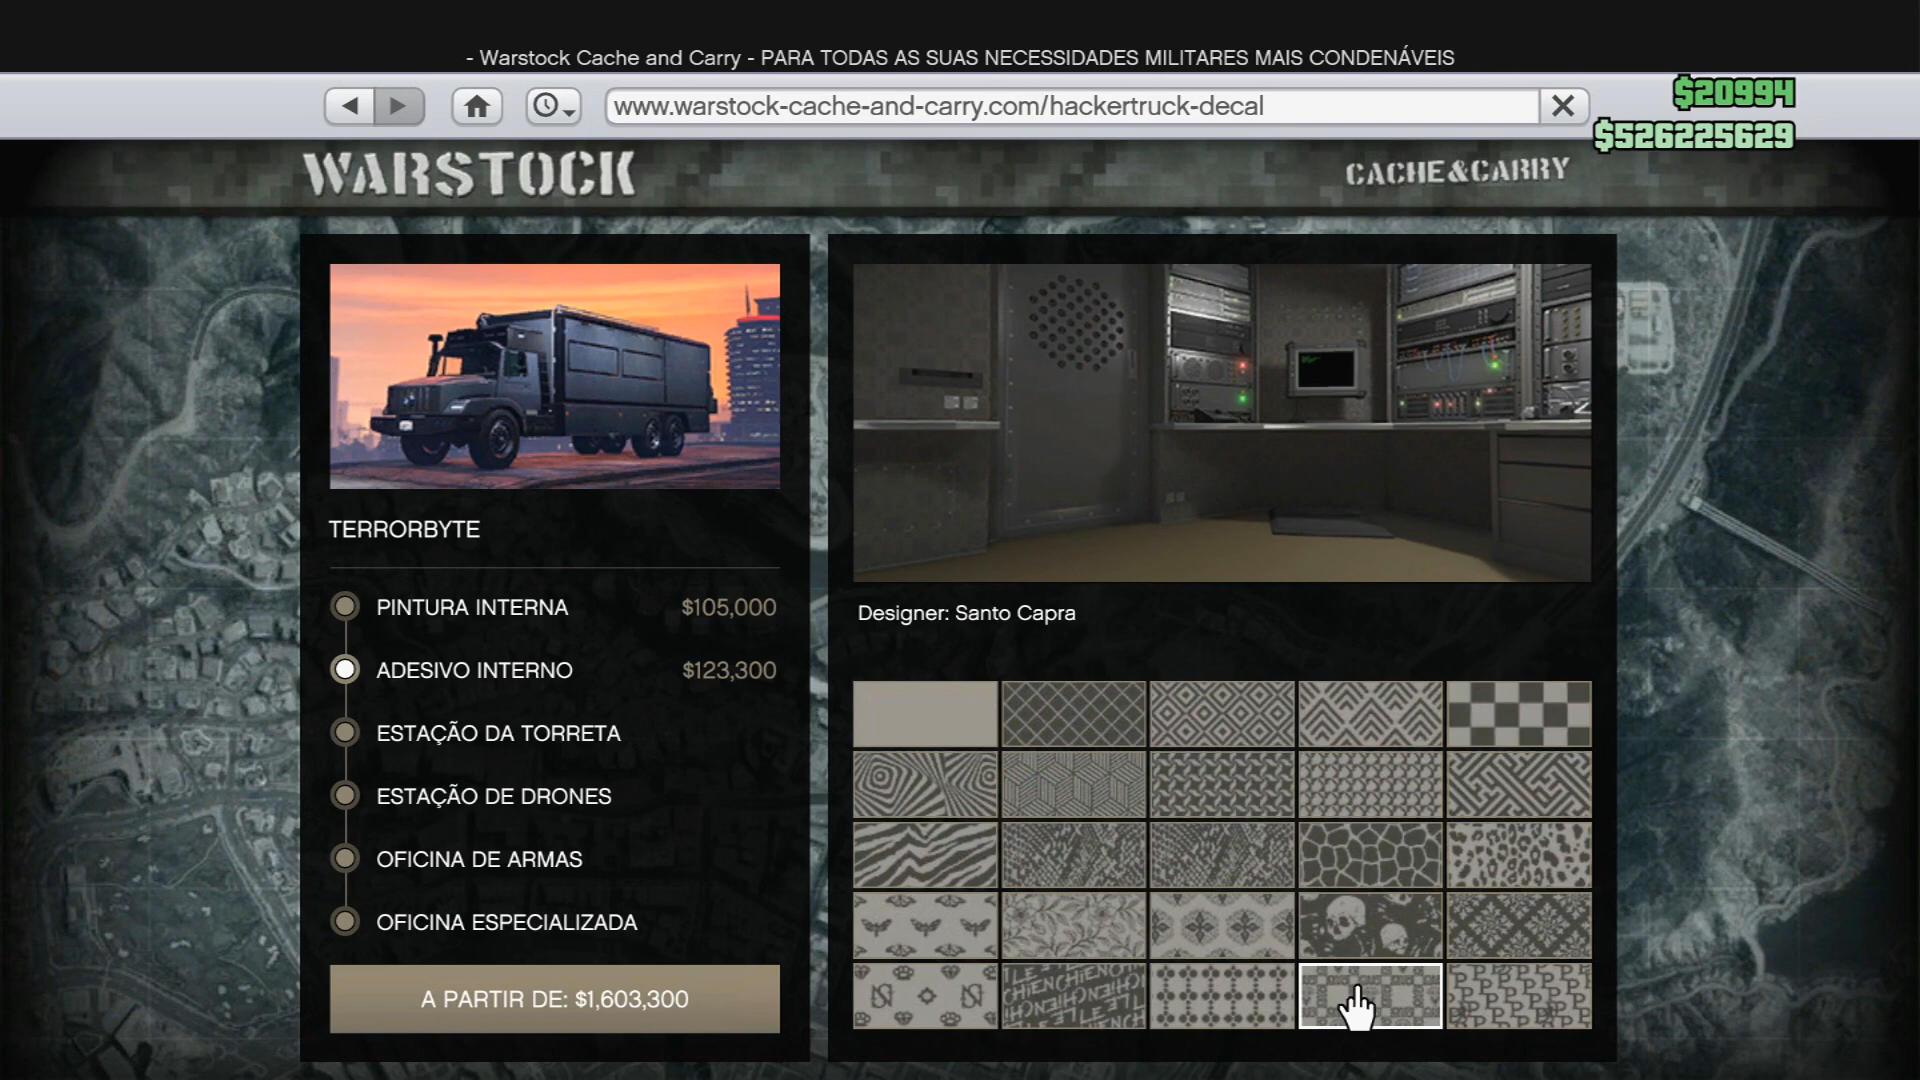 - Warstock Cache and Carry - PARA TODAS AS SUAS NECESSIDADES MILITARES MAIS CONDENÁVEIS
www.warstock-cache-and-carry.com/hackertruck-decal
$20994
$526225629
WARSTOCK
CACHE&CARRY
TERRORBYTE
PINTURA INTERNA $105,000
ADESIVO INTERNO $123,300
ESTAÇÃO DA TORRETA
ESTAÇÃO DE DRONES
OFICINA DE ARMAS
OFICINA ESPECIALIZADA
A PARTIR DE: $1,603,300
Designer: Santo Capra